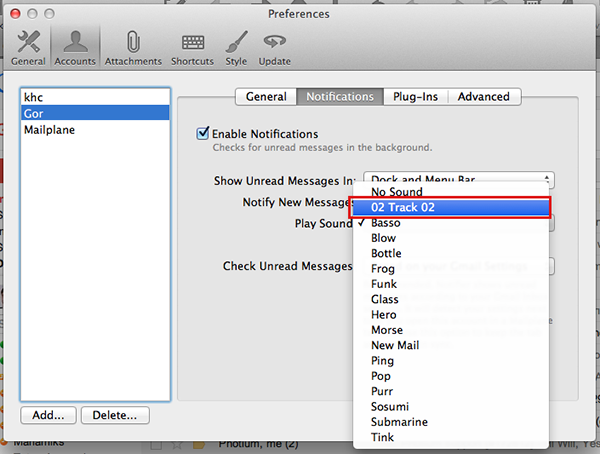 Preferences
General Accounts Attachments Shortcuts Style Update
khc
Gor
Mailplane
General Notifications Plug-Ins Advanced
Enable Notifications
Checks for unread messages in the background.
Show Unread Messages In: Dock and Menu Bar
Notify New Messages
Play Sound
Check Unread Messages
No Sound
02 Track 02
✓ Basso
Blow
Bottle
Frog
Funk
Glass
Hero
Morse
New Mail
Ping
Pop
Purr
Sosumi
Submarine
Tink
Add... Delete...
Photium, me (2)